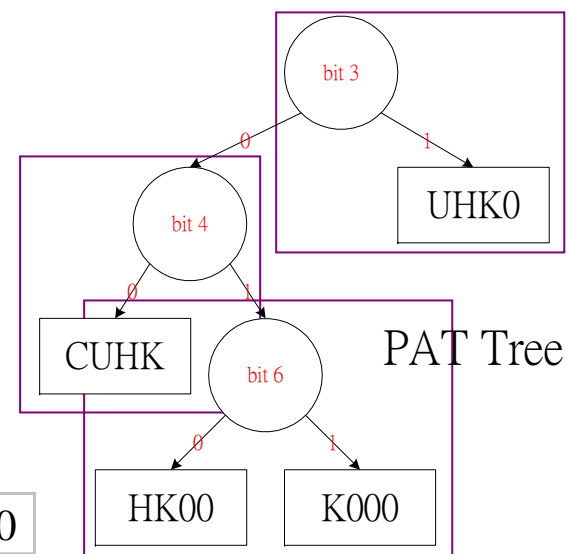 bit 3
0
1
UHK0
bit 4
0
1
CUHK
PAT Tree
bit 6
0
1
HK00
K000
0